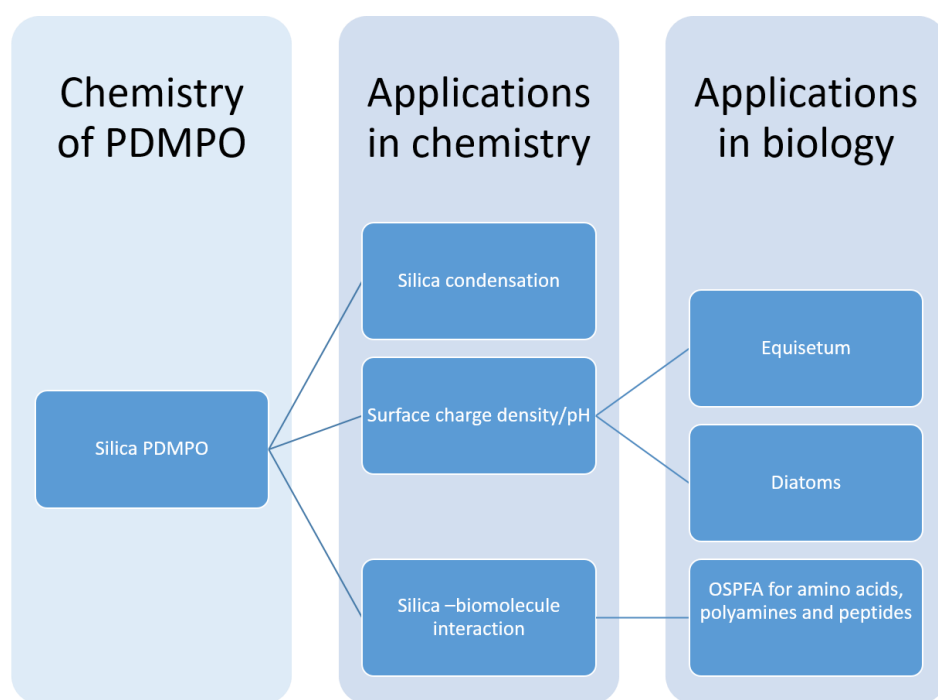 Chemistry
of PDMPO
Applications
in chemistry
Applications
in biology
Silica PDMPO
Silica condensation
Surface charge density/pH
Silica –biomolecule
interaction
Equisetum
Diatoms
OSPFA for amino acids,
polyamines and peptides